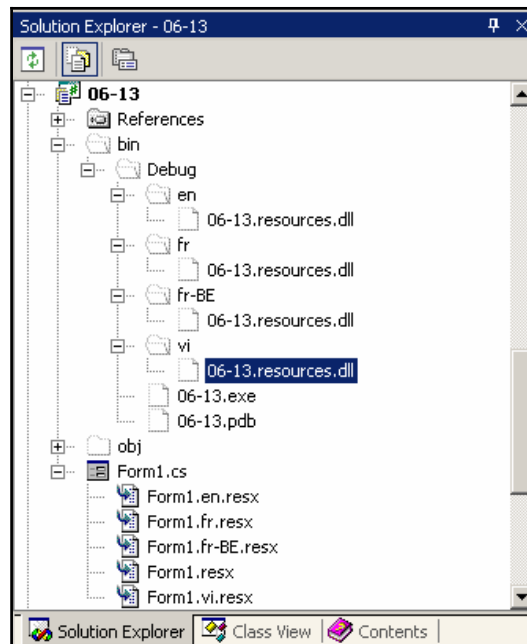 Solution Explorer - 06-13
06-13
References
bin
Debug
en
06-13.resources.dll
fr
06-13.resources.dll
fr-BE
06-13.resources.dll
vi
06-13.resources.dll
06-13.exe
06-13.pdb
obj
Form1.cs
Form1.en.resx
Form1.fr.resx
Form1.fr-BE.resx
Form1.resx
Form1.vi.resx
Solution Explorer Class View Contents